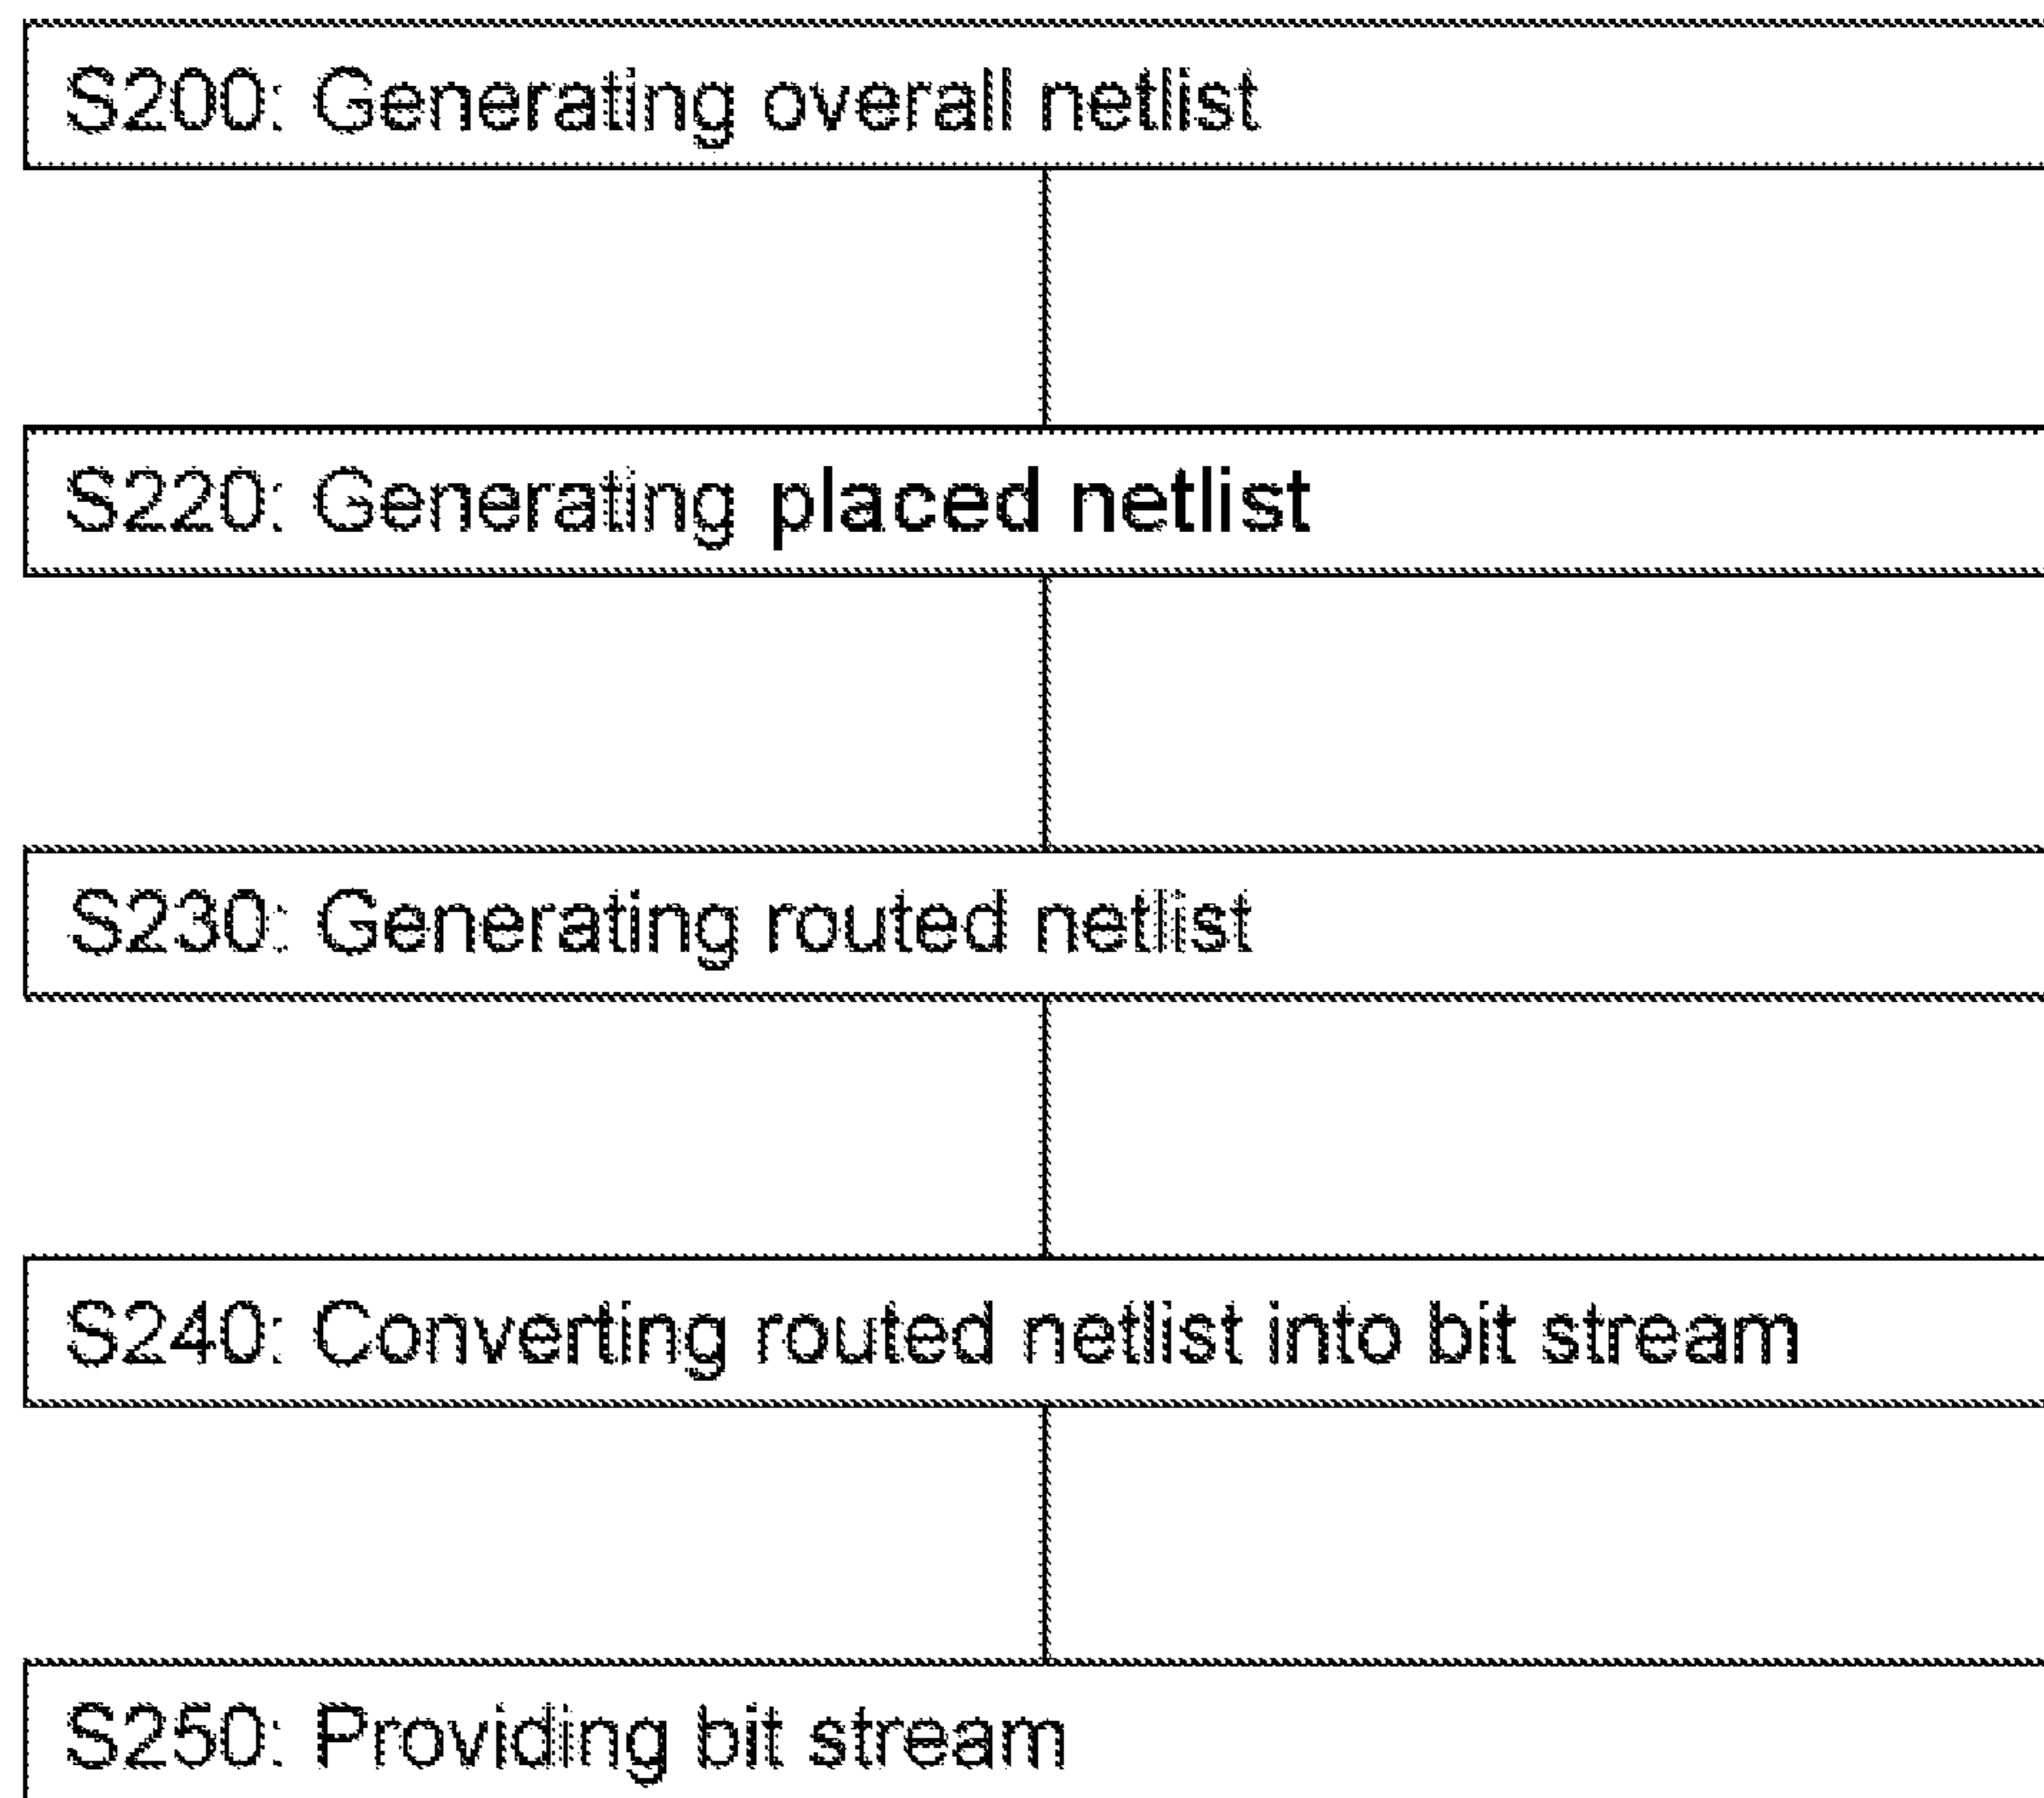 S200: Generating overall netlist
S220: Generating placed netlist
S230: Generating routed netlist
S240: Converting routed netlist into bit stream
S250: Providing bit stream